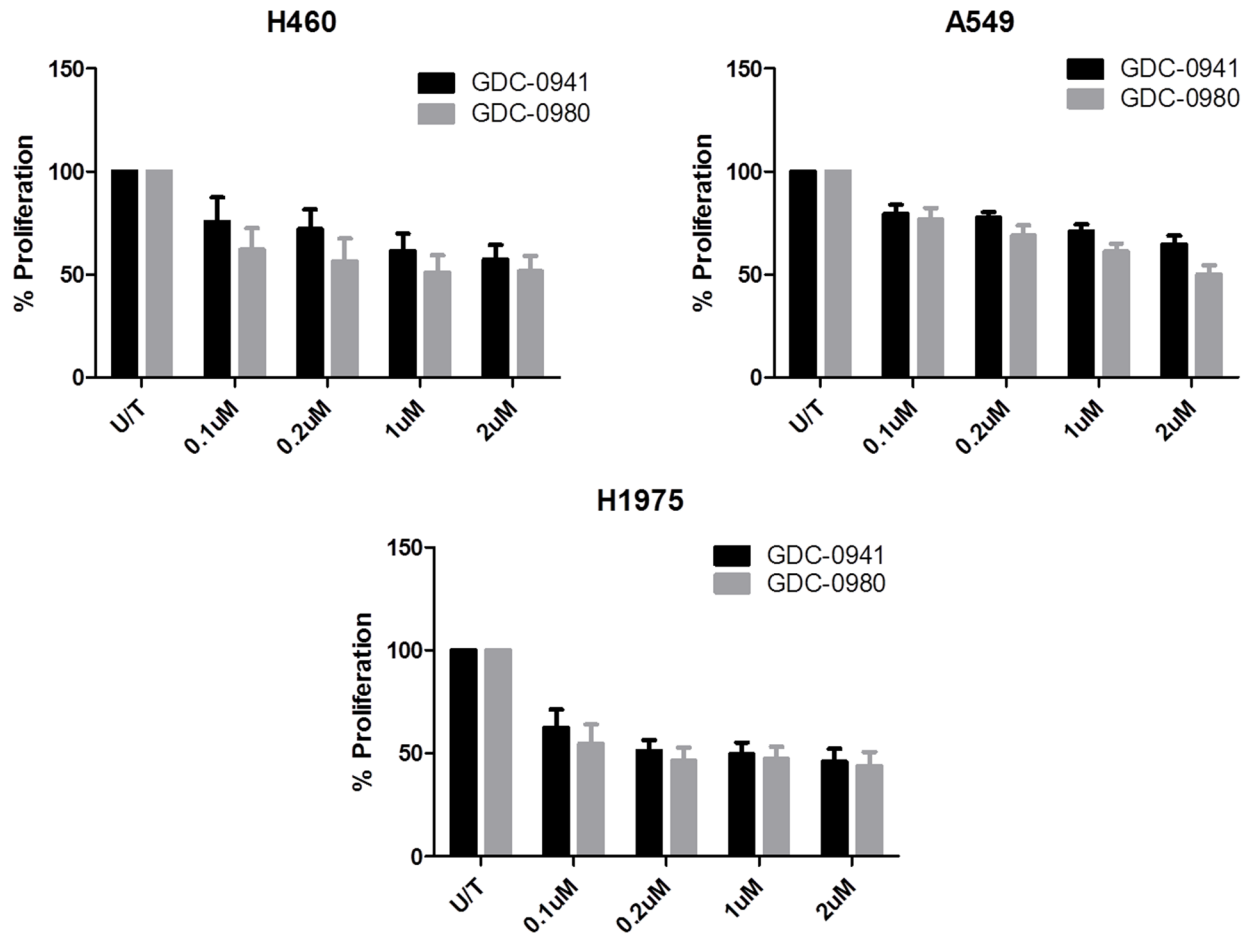 H460
150
100
50
0
% Proliferation
GDC-0941
GDC-0980
U/T
0.1uM
0.2uM
1uM
2uM
A549
150
100
50
0
% Proliferation
GDC-0941
GDC-0980
U/T
0.1uM
0.2uM
1uM
2uM
H1975
150
100
50
0
% Proliferation
GDC-0941
GDC-0980
U/T
0.1uM
0.2uM
1uM
2uM